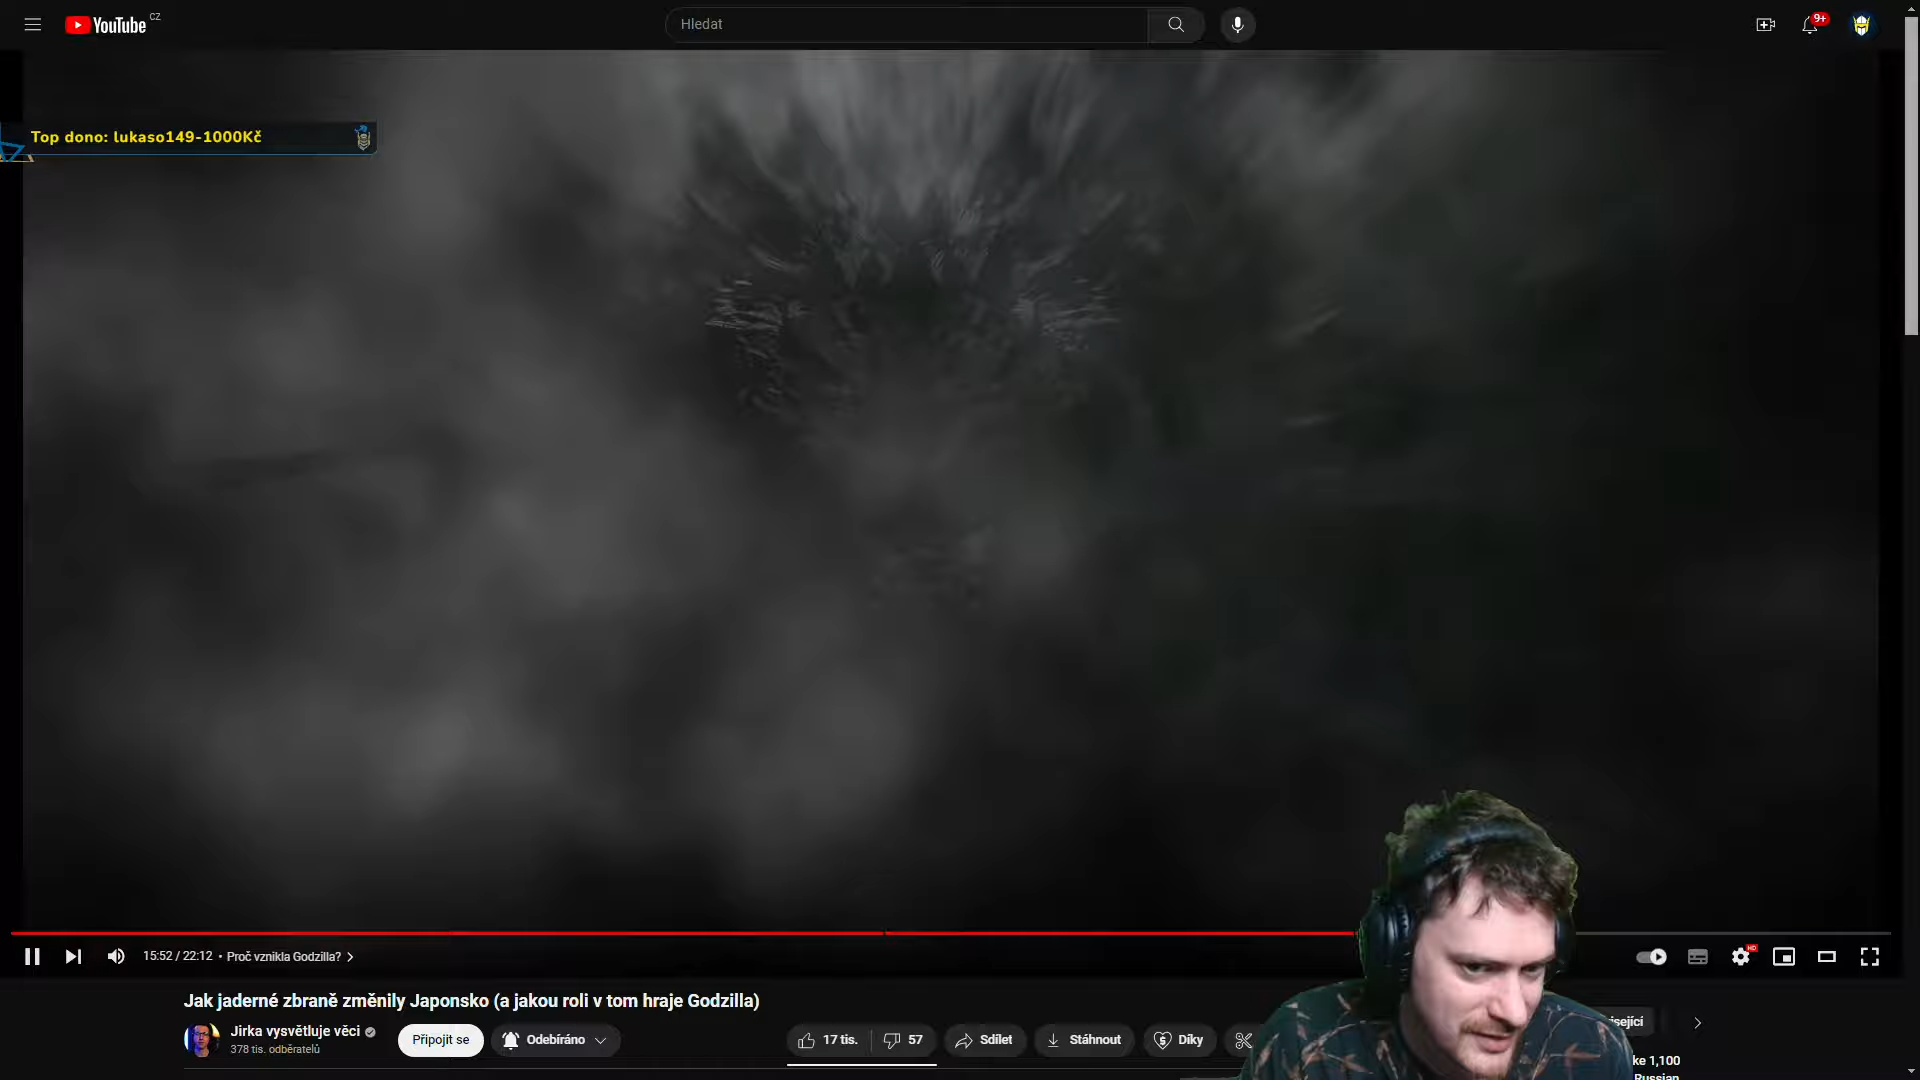 YouTube CZ
Hledat
9+
Top dono: lukaso149-1000Kč
15:52 / 22:12 • Proč vznikla Godzilla?
HD
Jak jaderné zbraně změnily Japonsko (a jakou roli v tom hraje Godzilla)
Jirka vysvětluje věci
378 tis. odběratelů
Připojit se
Odebíráno
17 tis.
57
Sdílet
Stáhnout
Díky
1,100
Russian